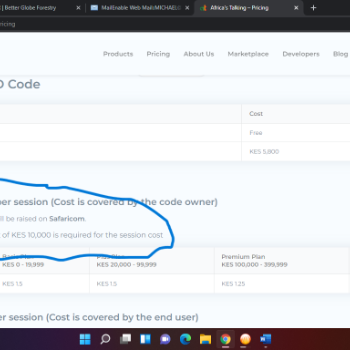 | Better Globe Forestry
MailEnable Web Mail:MICHAEL@
Africa's Talking – Pricing
ricing
Products Pricing About Us Marketplace Developers Blog
D Code
Cost
Free
KES 5,800
per session (Cost is covered by the code owner)
ll be raised on Safaricom.
of KES 10,000 is required for the session cost
KES 0 - 19,999
KES 20,000 - 99,999
Premium Plan
KES 100,000 - 399,999
KES 1.5
KES 1.5
KES 1.25
er session (Cost is covered by the end user)